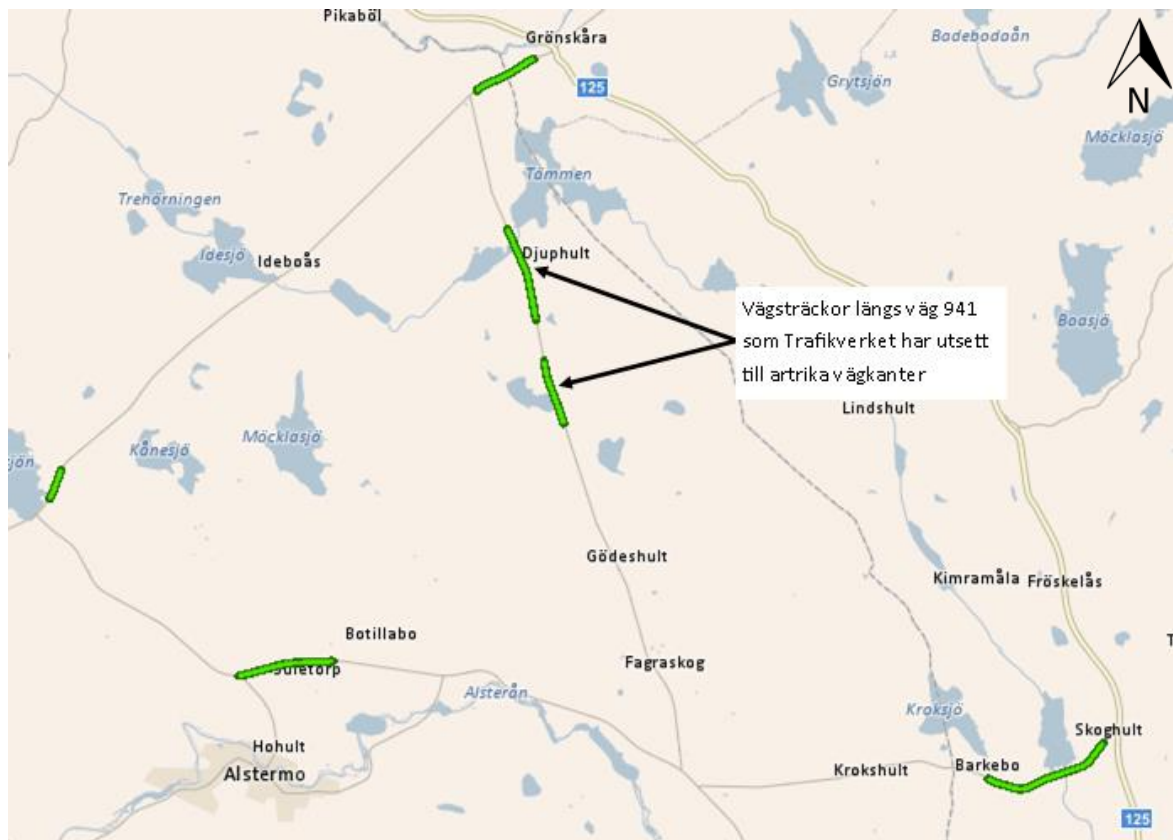 Pikaböl
Grönskåra
Badebodaån
125
Grytsjön
N
Möcklasjö
Tämmen
Trehörningen
Idesjö
Ideboås
Djuphult
Vägsträckor längs väg 941
som Trafikverket har utsett
till artrika vägkanter
Boasjö
Lindshult
Möcklasjö
Kånesjö
sjön
Gödeshult
Kimramåla
Fröskelås
Botillabo
T
Fagraskog
Alsterån
Kroksjö
Skoghult
Hohult
Alstermo
Krokshult
Barkebo
125